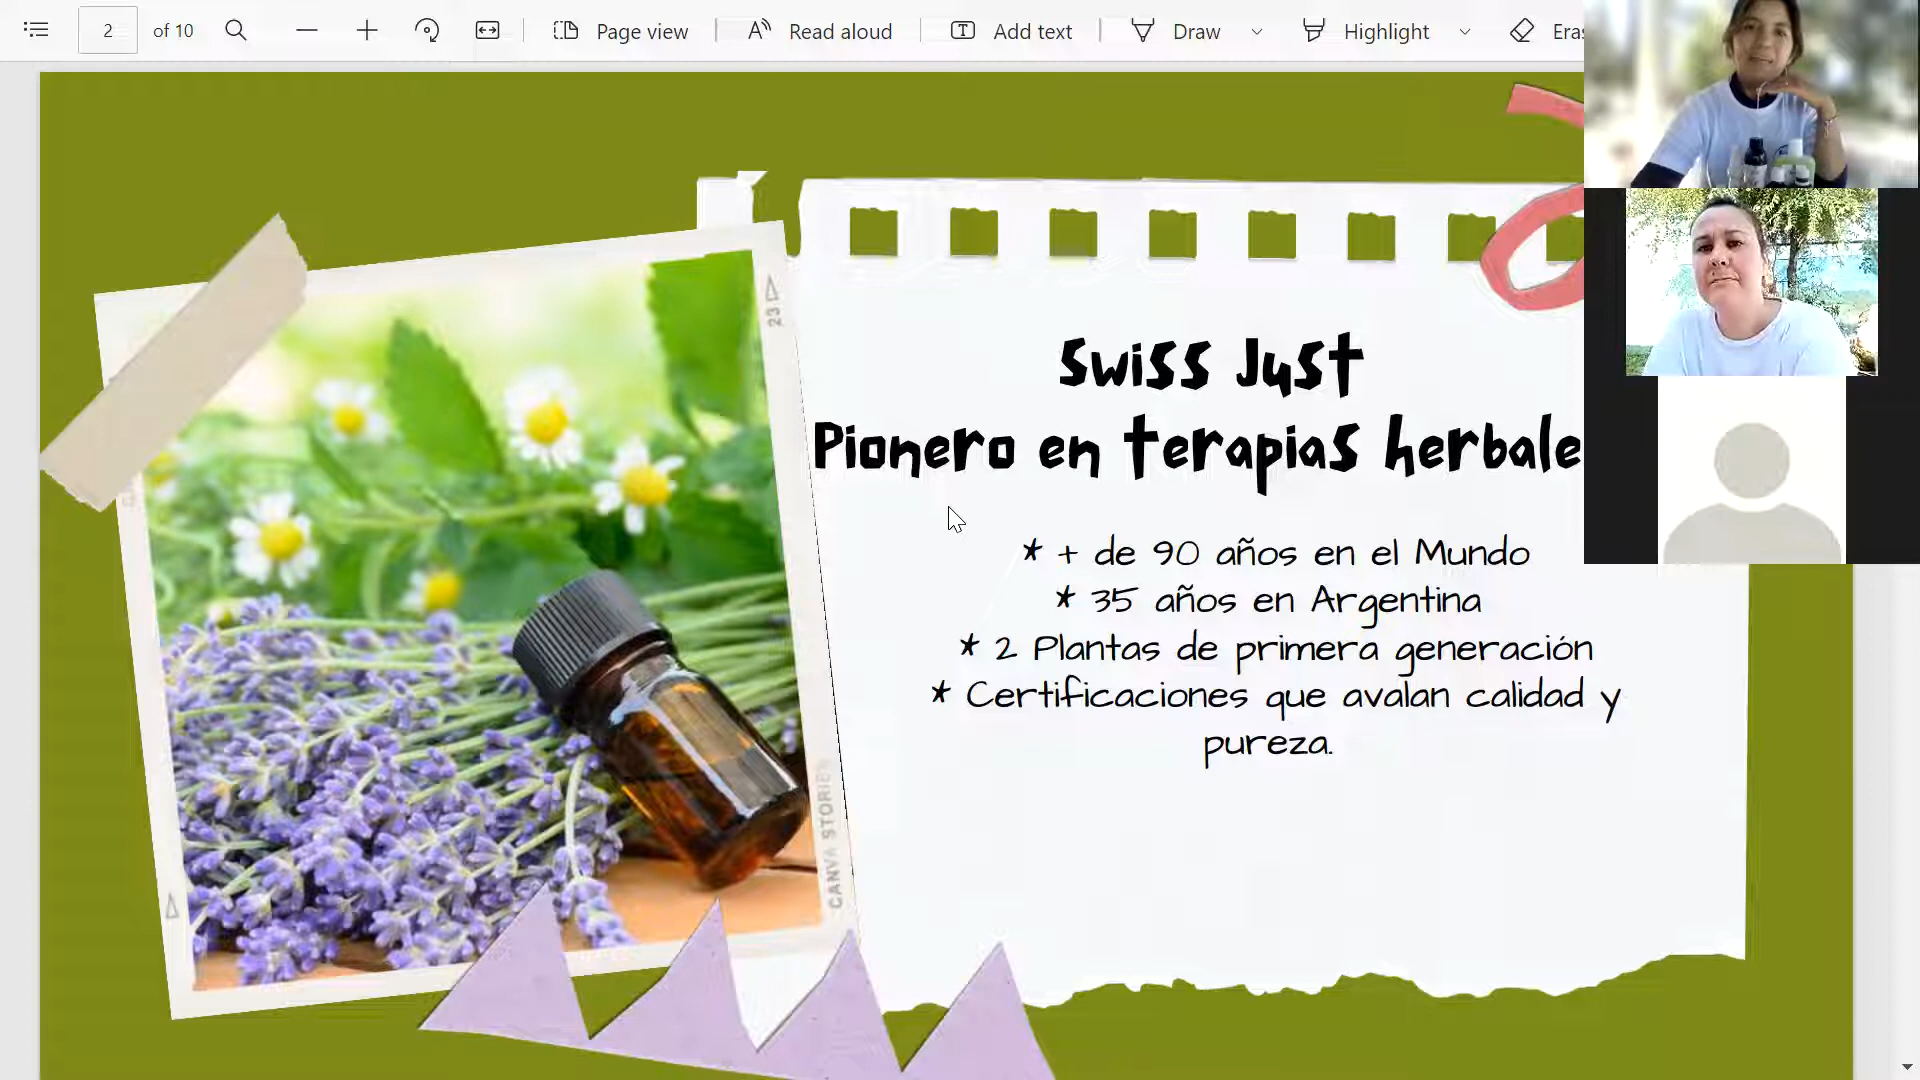 2 of 10 Page view Read aloud Add text Draw Highlight
Swiss Just
Pionero en terapias herbale
* + de 90 años en el Mundo
* 35 años en Argentina
* 2 Plantas de primera generación
* Certificaciones que avalan calidad y
pureza.
23
CANVA STORIES